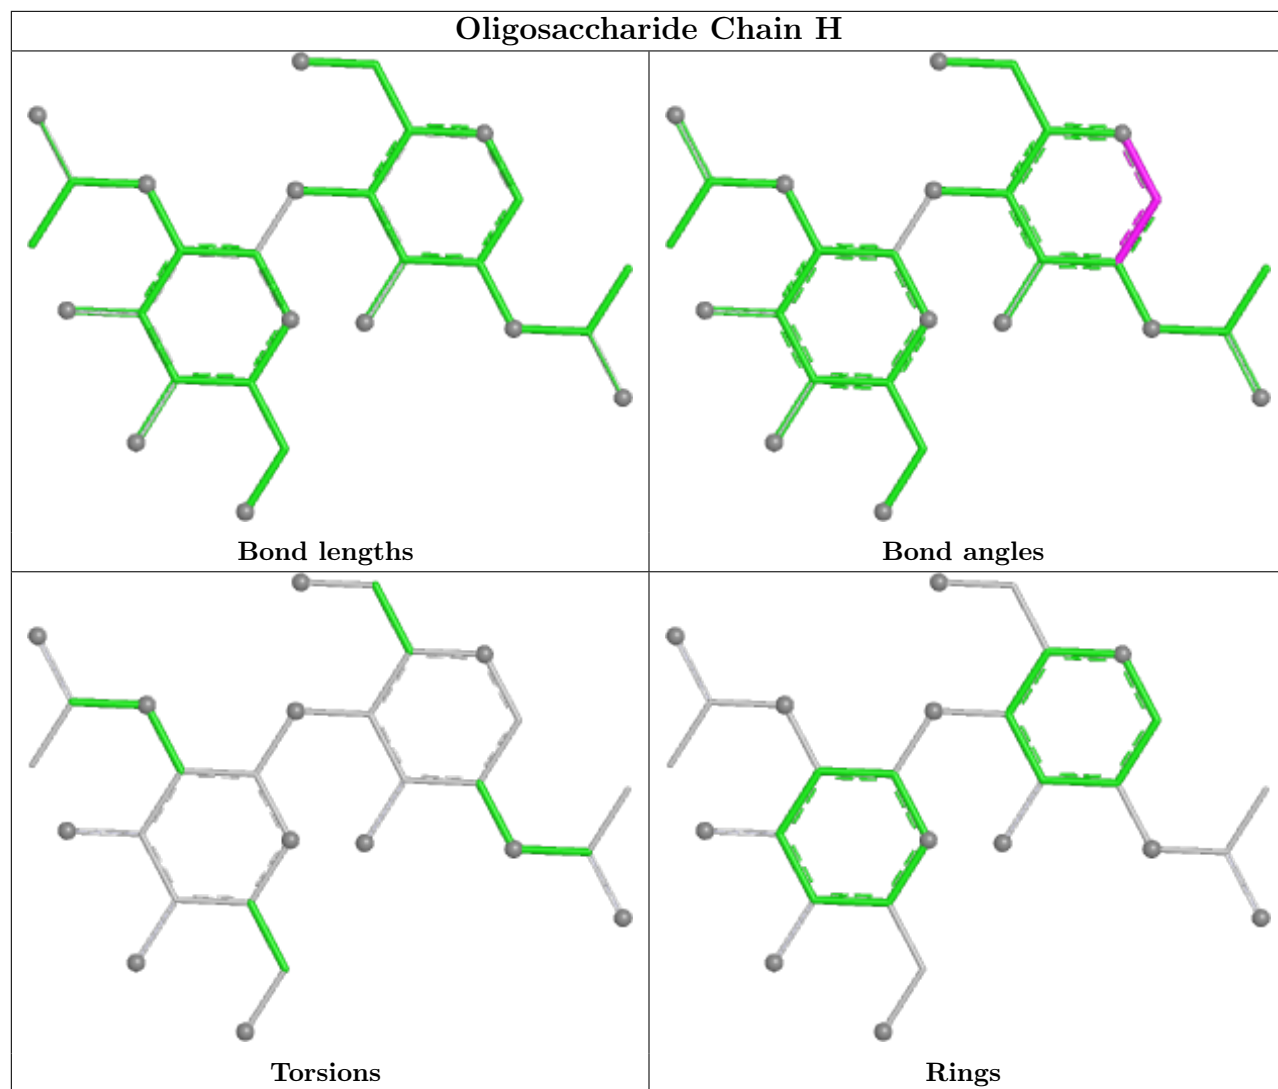 Oligosaccharide Chain H
Bond lengths
Bond angles
Torsions
Rings